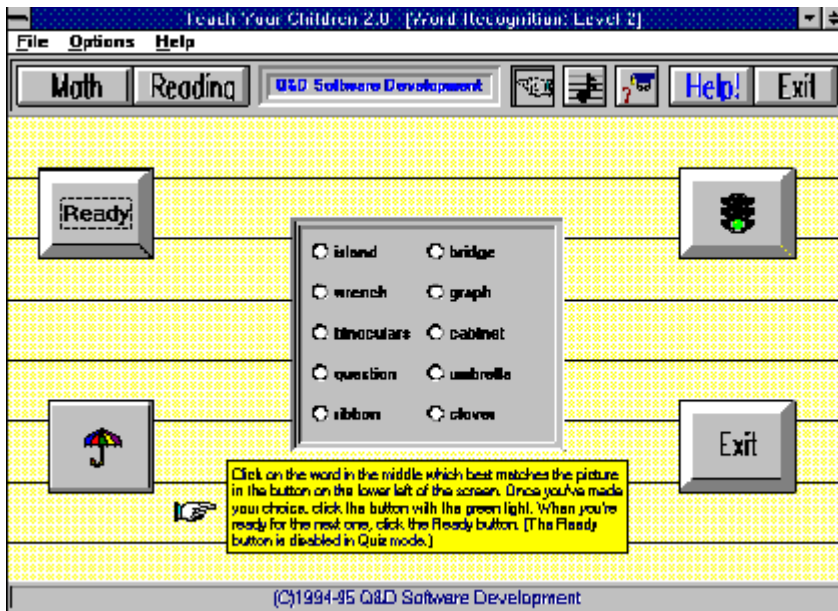 Teach Your Children 2.0 - [Word Recognition: Level 2]
File Options Help
Math Reading Q&D Software Development Help! Exit
Ready
island bridge
wrench graph
binoculars cabinet
question umbrella
ribbon clover
Exit
Click on the word in the middle which best matches the picture
in the button on the lower left of the screen. Once you've made
your choice, click the button with the green light. When you're
ready for the next one, click the Ready button. (The Ready
button is disabled in Quiz mode.)
(C)1994-95 Q&D Software Development